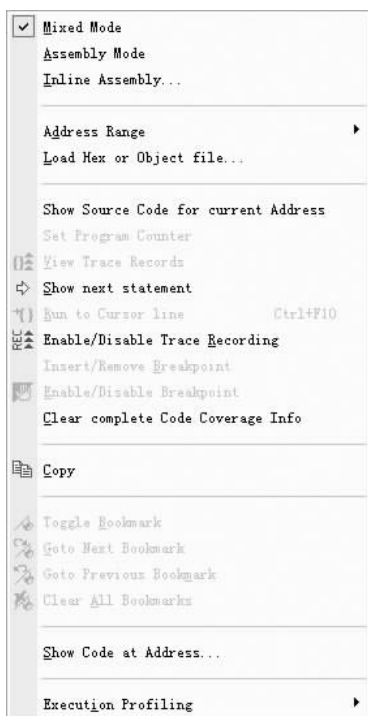 Mixed Mode
Assembly Mode
Inline Assembly...
Address Range
Load Hex or Object file...
Show Source Code for current Address
Set Program Counter
View Trace Records
Show next statement
Run to Cursor line Ctrl+F10
Enable/Disable Trace Recording
Insert/Remove Breakpoint
Enable/Disable Breakpoint
Clear complete Code Coverage Info
Copy
Toggle Bookmark
Goto Next Bookmark
Goto Previous Bookmark
Clear All Bookmarks
Show Code at Address...
Execution Profiling